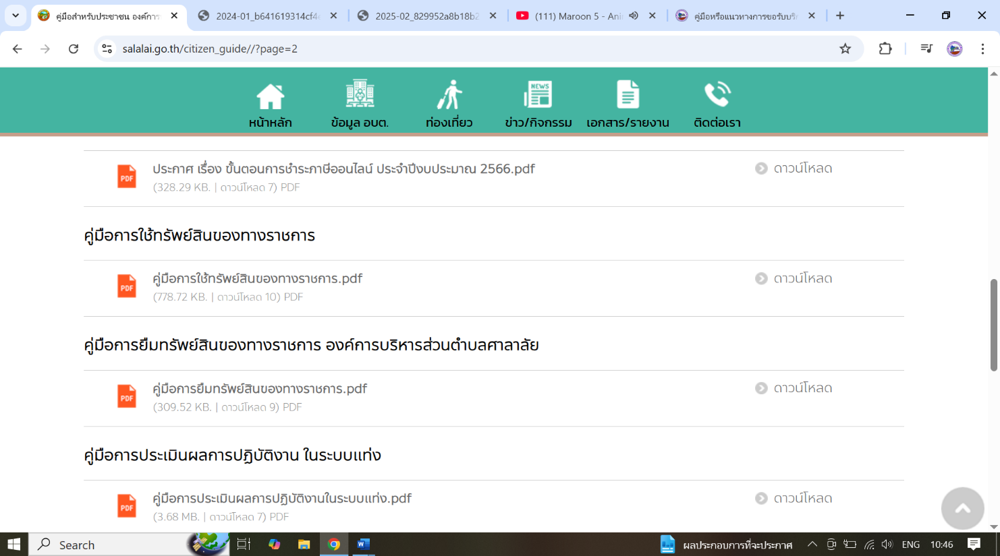 คู่มือสำหรับประชาชน องค์การ
2024-01_b641619314cf4
2025-02_829952a8b18b2
(111) Maroon 5 - Ani
คู่มือหรือแนวทางการขอรับบริ
salalai.go.th/citizen_guide//?page=2
NEWS
หน้าหลัก
ข้อมูล อบต.
ท่องเที่ยว
ข่าว/กิจกรรม
เอกสาร/รายงาน
ติดต่อเรา
PDF
ประกาศ เรื่อง ขั้นตอนการชำระภาษีออนไลน์ ประจำปีงบประมาณ 2566.pdf
ดาวน์โหลด
(328.29 KB. | ดาวน์โหลด 7) PDF
คู่มือการใช้ทรัพย์สินของทางราชการ
PDF
คู่มือการใช้ทรัพย์สินของทางราชการ.pdf
ดาวน์โหลด
(778.72 KB. | ดาวน์โหลด 10) PDF
คู่มือการยืมทรัพย์สินของทางราชการ องค์การบริหารส่วนตำบลศาลาลัย
PDF
คู่มือการยืมทรัพย์สินของทางราชการ.pdf
ดาวน์โหลด
(309.52 KB. | ดาวน์โหลด 9) PDF
คู่มือการประเมินผลการปฏิบัติงาน ในระบบแท่ง
PDF
คู่มือการประเมินผลการปฏิบัติงานในระบบแท่ง.pdf
ดาวน์โหลด
(3.68 MB. | ดาวน์โหลด 7) PDF
Search
W
ผลประกอบการที่จะประกาศ
ENG
10:46